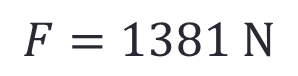 F = 1381 N